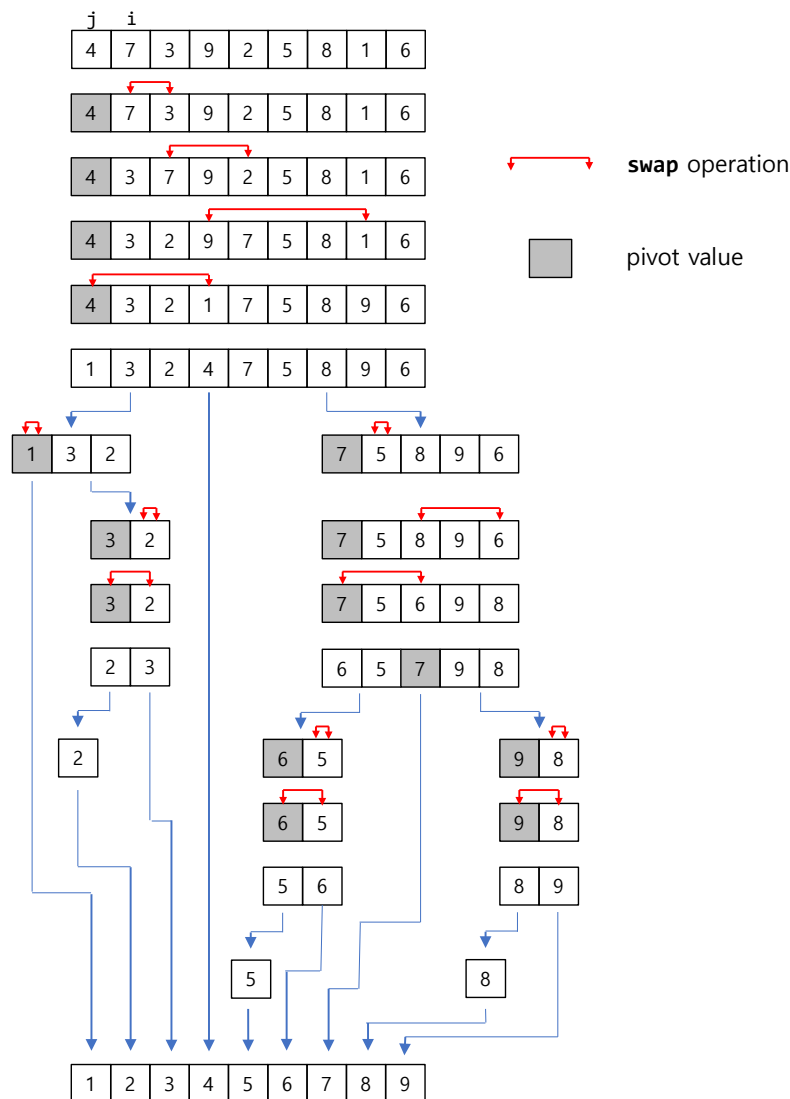 j i
4 7 3 9 2 5 8 1 6
4 7 3 9 2 5 8 1 6
4 3 7 9 2 5 8 1 6
swap operation
4 3 2 9 7 5 8 1 6
pivot value
4 3 2 1 7 5 8 9 6
1 3 2 4 7 5 8 9 6
1 3 2
7 5 8 9 6
3 2
7 5 8 9 6
3 2
7 5 6 9 8
2 3
6 5 7 9 8
2
6 5
9 8
6 5
9 8
5 6
8 9
5
8
1 2 3 4 5 6 7 8 9